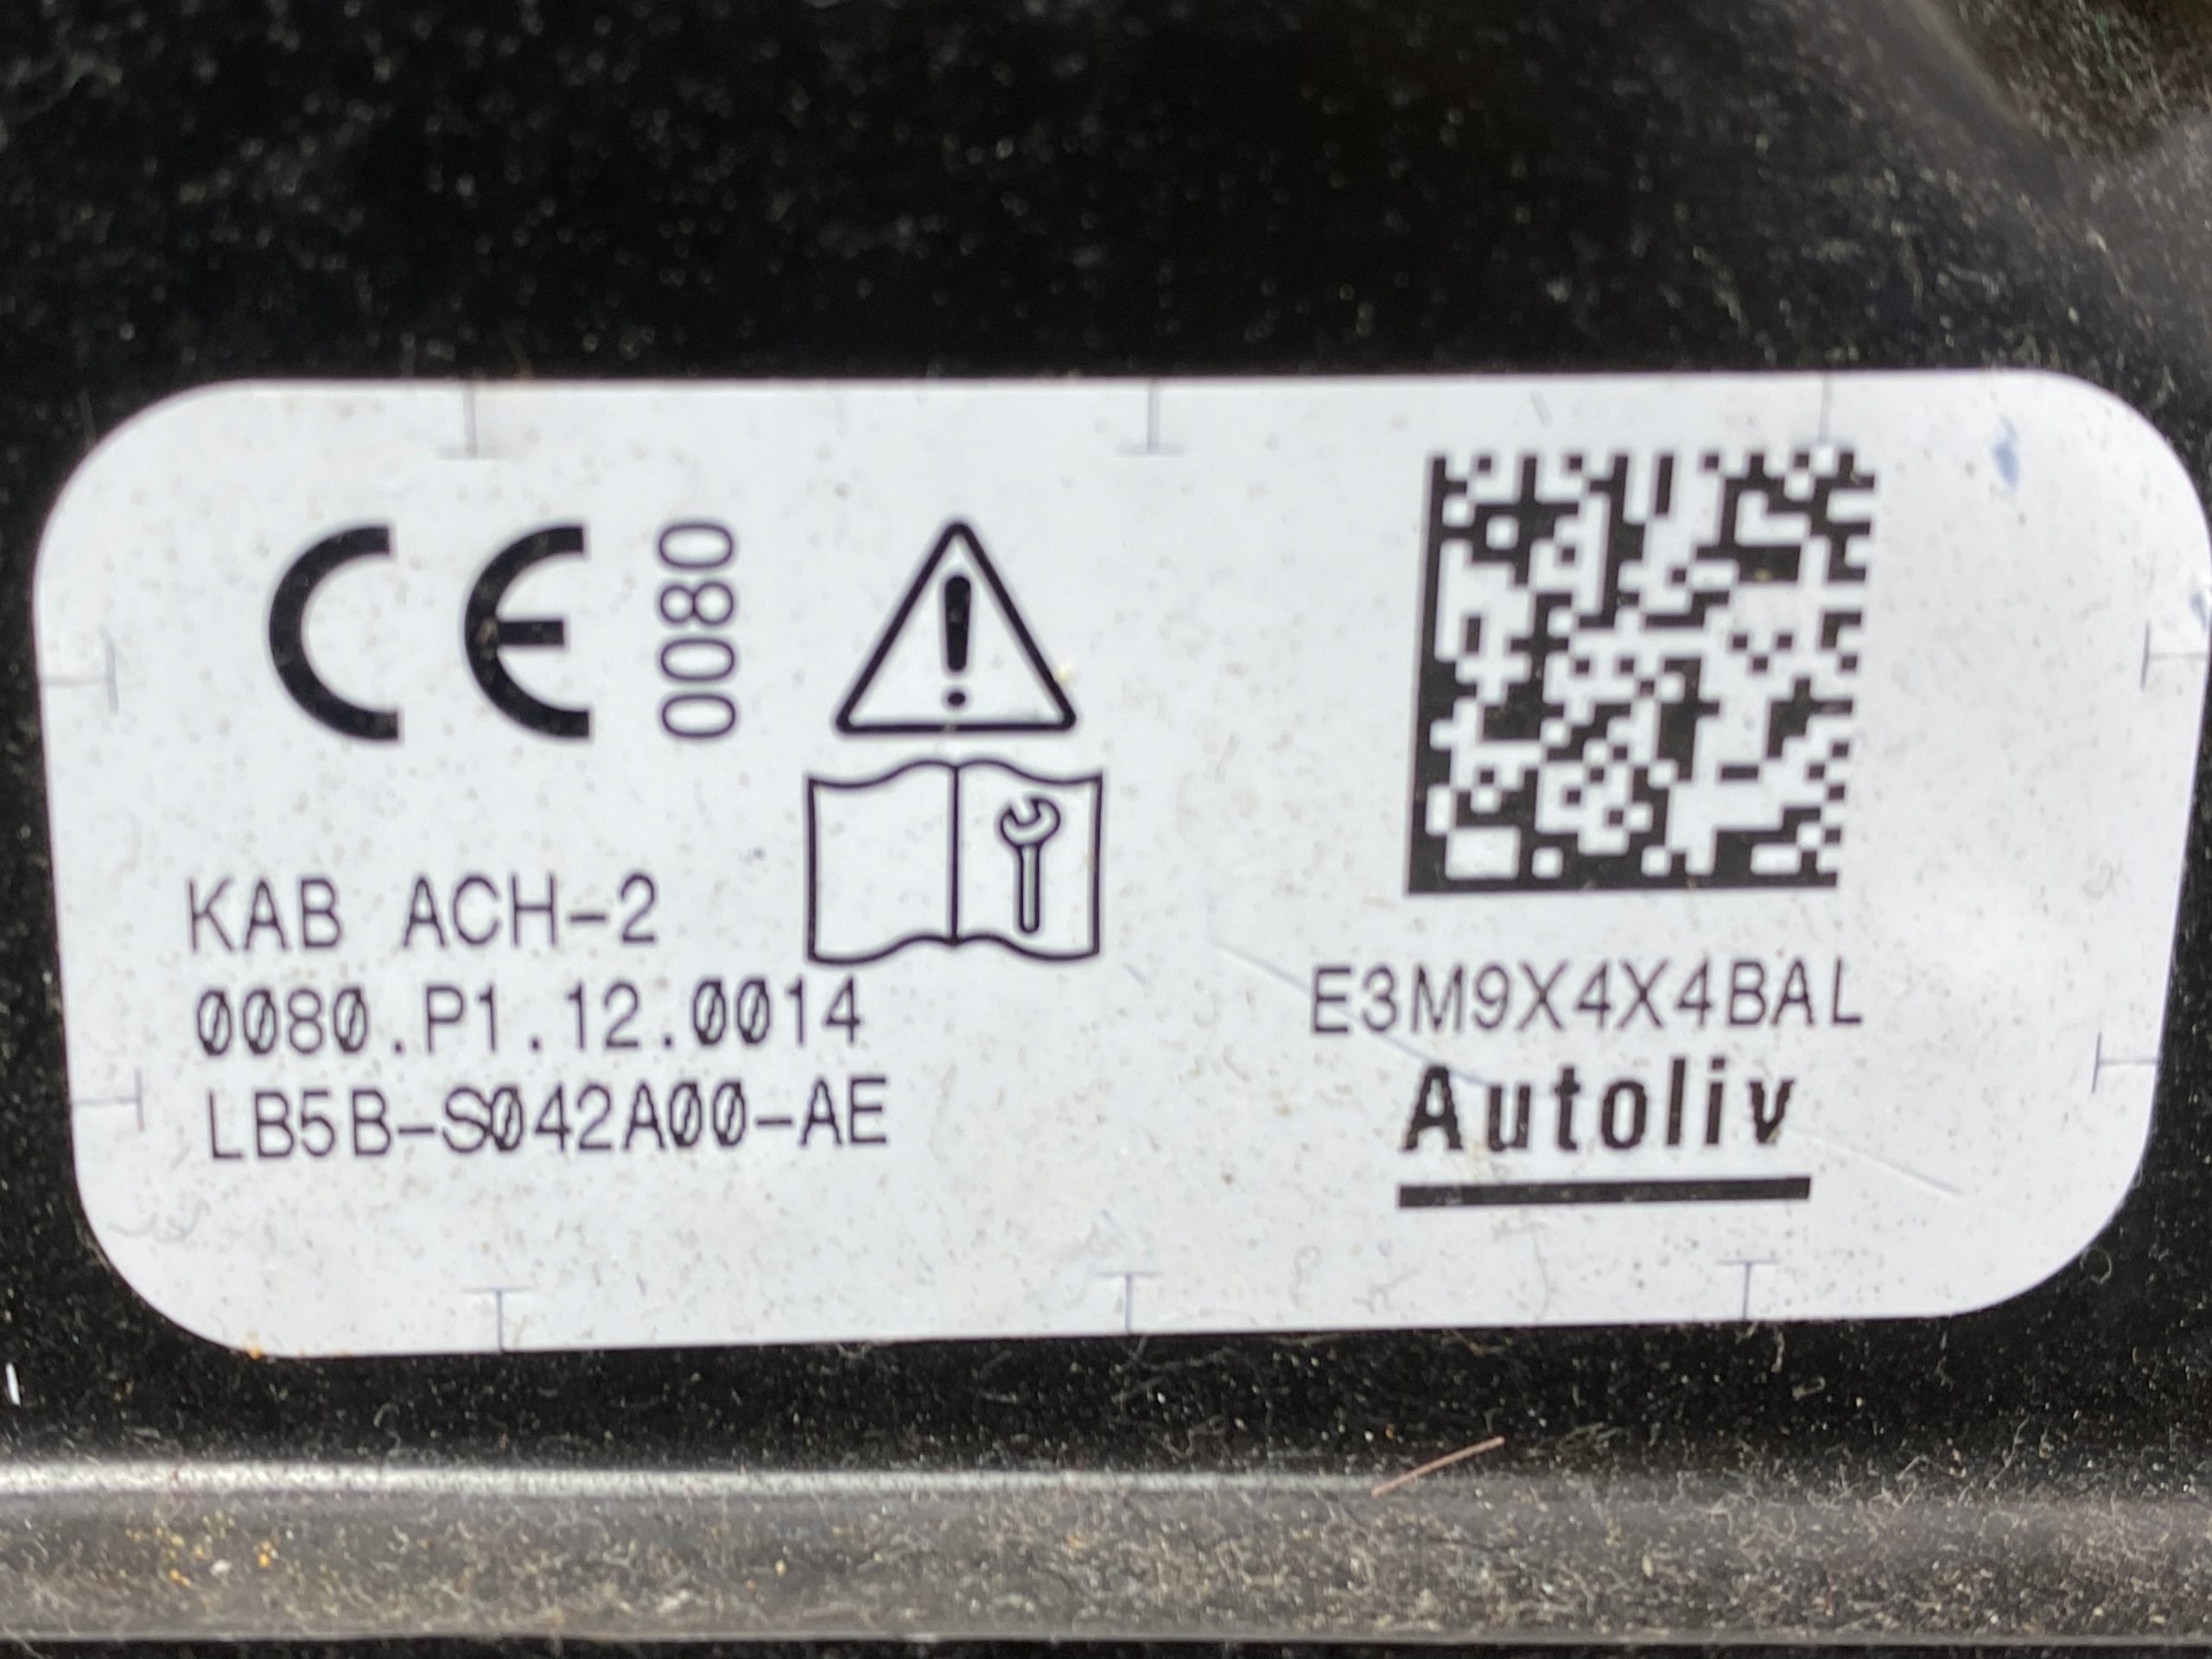 CE 0080
KAB ACH-2
0080.P1.12.0014
LB5B-S042A00-AE
E3M9X4X4BAL
Autoliv